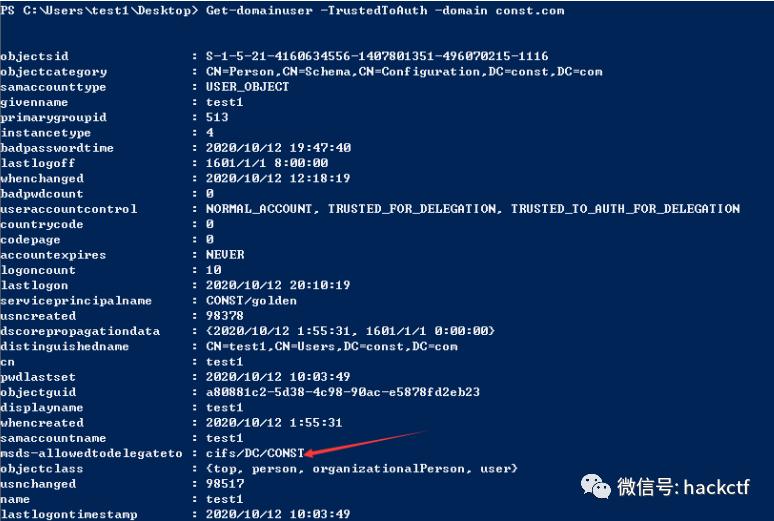 PS C:\Users\test1\Desktop> Get-domainuser -TrustedToAuth -domain const.com
objectsid : S-1-5-21-4160634556-1407801351-496070215-1116
objectcategory : CN=Person,CN=Schema,CN=Configuration,DC=const,DC=com
samaccounttype : USER_OBJECT
givenname : test1
primarygroupid : 513
instancetype : 4
badpasswordtime : 2020/10/12 19:47:40
lastlogoff : 1601/1/1 8:00:00
whenchanged : 2020/10/12 12:18:19
badpwdcount : 0
useraccountcontrol : NORMAL_ACCOUNT, TRUSTED_FOR_DELEGATION, TRUSTED_TO_AUTH_FOR_DELEGATION
countrycode : 0
codepage : 0
accountexpires : NEVER
logoncount : 10
lastlogon : 2020/10/12 20:10:19
serviceprincipalname : CONST/golden
usncreated : 98378
dscorepropagationdata : {2020/10/12 1:55:31, 1601/1/1 0:00:00}
distinguishedname : CN=test1,CN=Users,DC=const,DC=com
cn : test1
pwdlastset : 2020/10/12 10:03:49
objectguid : a80881c2-5d38-4c98-90ac-e5878fd2eb23
displayname : test1
whencreated : 2020/10/12 1:55:31
samaccountname : test1
msds-allowedtodelegateto : cifs/DC/CONST
objectclass : {top, person, organizationalPerson, user}
usnchanged : 98517
name : test1
lastlogontimestamp : 2020/10/12 10:03:49
微信号: hackctf